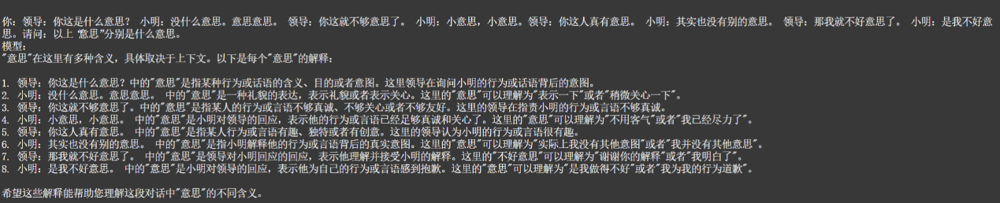 你: 领导: 你这是什么意思? 小明: 没什么意思。意思意思。 领导: 你这就不够意思了。 小明: 小意思, 小意思。领导: 你这人真有意思。 小明: 其实也没有别的意思。 领导: 那我就不好意思了。 小明: 是我不好意
思。请问: 以上 “意思”分别是什么意思。
模型:
"意思"在这里有多种含义, 具体取决于上下文。以下是每个"意思"的解释:
1. 领导: 你这是什么意思? 中的"意思"是指某种行为或话语的含义、目的或者意图。这里领导在询问小明的行为或话语背后的意图。
2. 小明: 没什么意思。意思意思。 中的"意思"是一种礼貌的表达, 表示礼貌或者表示关心。这里的"意思"可以理解为"表示一下"或者"稍微关心一下"。
3. 领导: 你这就不够意思了。中的"意思"是指某人的行为或言语不够真诚、不够关心或者不够友好。这里的领导在指责小明的行为或言语不够真诚。
4. 小明: 小意思, 小意思。 中的"意思"是小明对领导的回应, 表示他的行为或言语已经足够真诚和关心了。这里的"意思"可以理解为"不用客气"或者"我已经尽力了"。
5. 领导: 你这人真有意思。 中的"意思"是指某人行为或言语有趣、独特或者有创意。这里的领导认为小明的行为或言语很有趣。
6. 小明: 其实也没有别的意思。 中的"意思"是指小明解释他的行为或言语背后的真实意图。这里的"意思"可以理解为"实际上我没有其他意图"或者"我并没有其他意思"。
7. 领导: 那我就不好意思了。 中的"意思"是领导对小明回应的回应, 表示他理解并接受小明的解释。这里的"不好意思"可以理解为"谢谢你的解释"或者"我明白了"。
8. 小明: 是我不好意思。 中的"意思"是小明对领导的回应, 表示他为自己的行为或言语感到抱歉。这里的"意思"可以理解为"是我做得不好"或者"我为我的行为道歉"。
希望这些解释能帮助您理解这段对话中"意思"的不同含义。